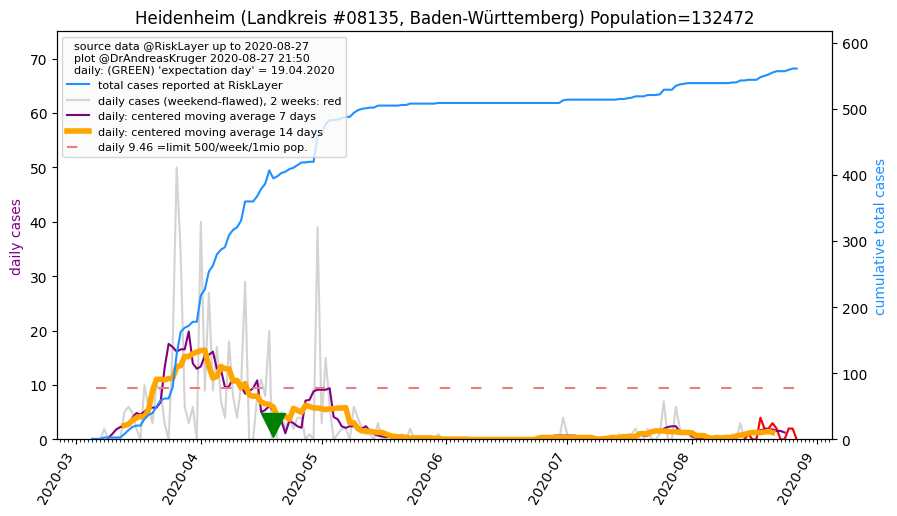 Heidenheim (Landkreis #08135, Baden-Württemberg) Population=132472
source data @RiskLayer up to 2020-08-27
plot @DrAndreasKruger 2020-08-27 21:50
daily: (GREEN) 'expectation day' = 19.04.2020
total cases reported at RiskLayer
daily cases (weekend-flawed), 2 weeks: red
daily: centered moving average 7 days
daily: centered moving average 14 days
daily 9.46 =limit 500/week/1mio pop.
daily cases
70
60
50
40
30
20
10
0
cumulative total cases
600
500
400
300
200
100
0
2020-03
2020-04
2020-05
2020-06
2020-07
2020-08
2020-09